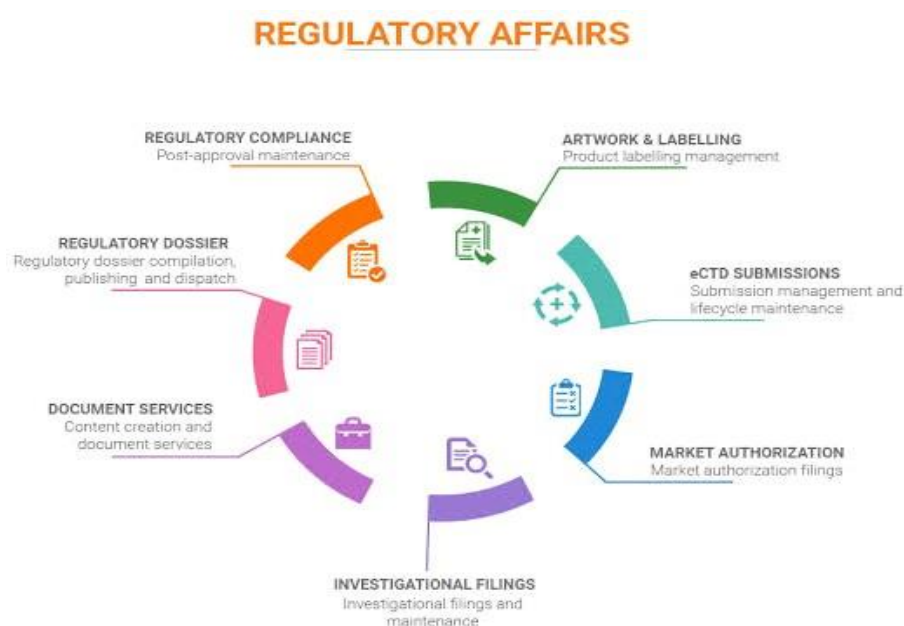 REGULATORY AFFAIRS
REGULATORY COMPLIANCE
Post-approval maintenance
ARTWORK & LABELLING
Product labelling management
REGULATORY DOSSIER
Regulatory dossier compilation,
publishing and dispatch
eCTD SUBMISSIONS
Submission management and
lifecycle maintenance
DOCUMENT SERVICES
Content creation and
document services
MARKET AUTHORIZATION
Market authorization filings
INVESTIGATIONAL FILINGS
Investigational filings and
maintenance